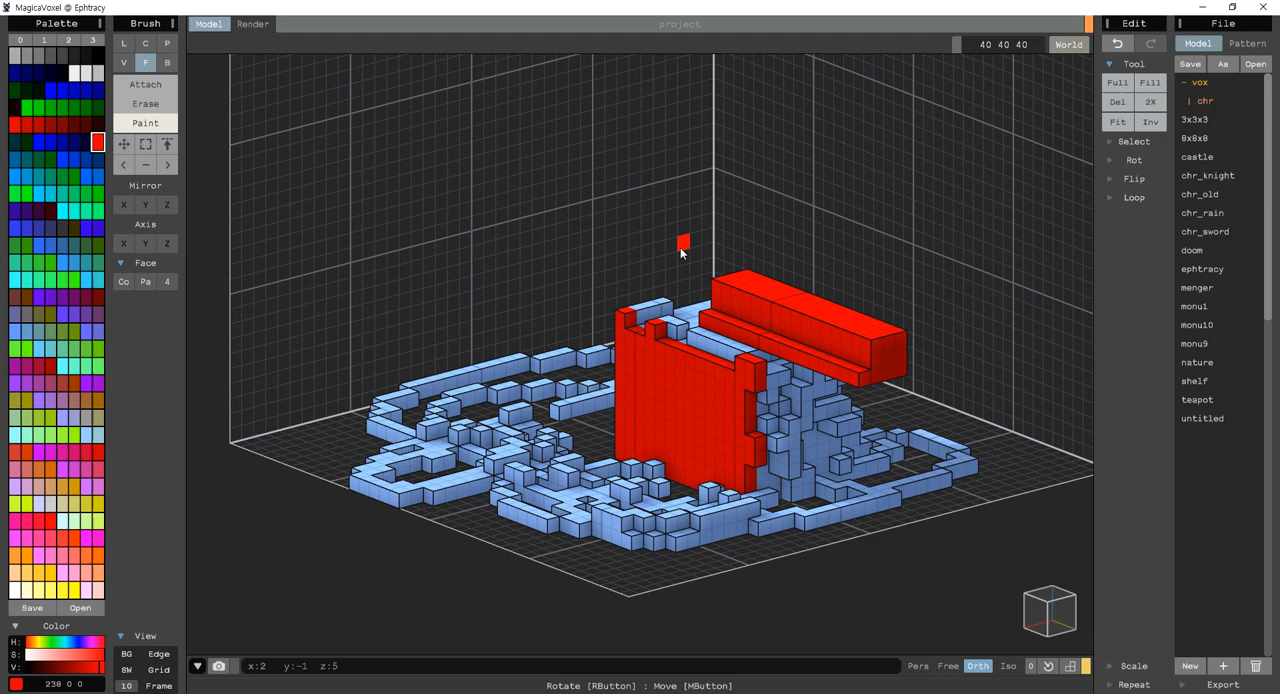 MagicaVoxel @ Ephtracy
Palette
Brush
Model
Render
project
Edit
File
0 1 2 3
L C P
V F B
40 40 40
World
Model
Pattern
Tool
Save
As
Open
Attach
Erase
Paint
Full
Fill
Del
2X
Fit
Inv
Select
Rot
Flip
Loop
- vox
| chr
3x3x3
8x8x8
castle
chr_knight
chr_old
chr_rain
chr_sword
doom
ephtracy
menger
monu1
monu10
monu9
nature
shelf
teapot
untitled
Mirror
X Y Z
Axis
X Y Z
Face
Co Pa 4
Save
Open
Color
H:
S:
V:
238 0 0
View
BG Edge
SW Grid
10 Frame
x:2 y:-1 z:5
Pers
Free
Orth
Iso
0
Scale
Repeat
New
+
Export
Rotate [RButton] : Move [MButton]